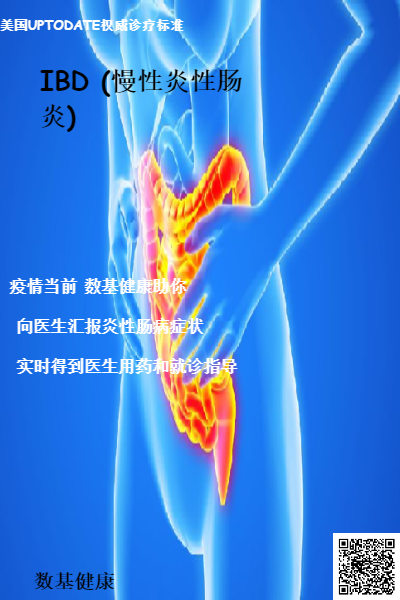 美国UPTODATE权威诊疗标准
IBD (慢性炎性肠
炎)
疫情当前 数基健康助你
向医生汇报炎性肠病症状
实时得到医生用药和就诊指导
数基健康